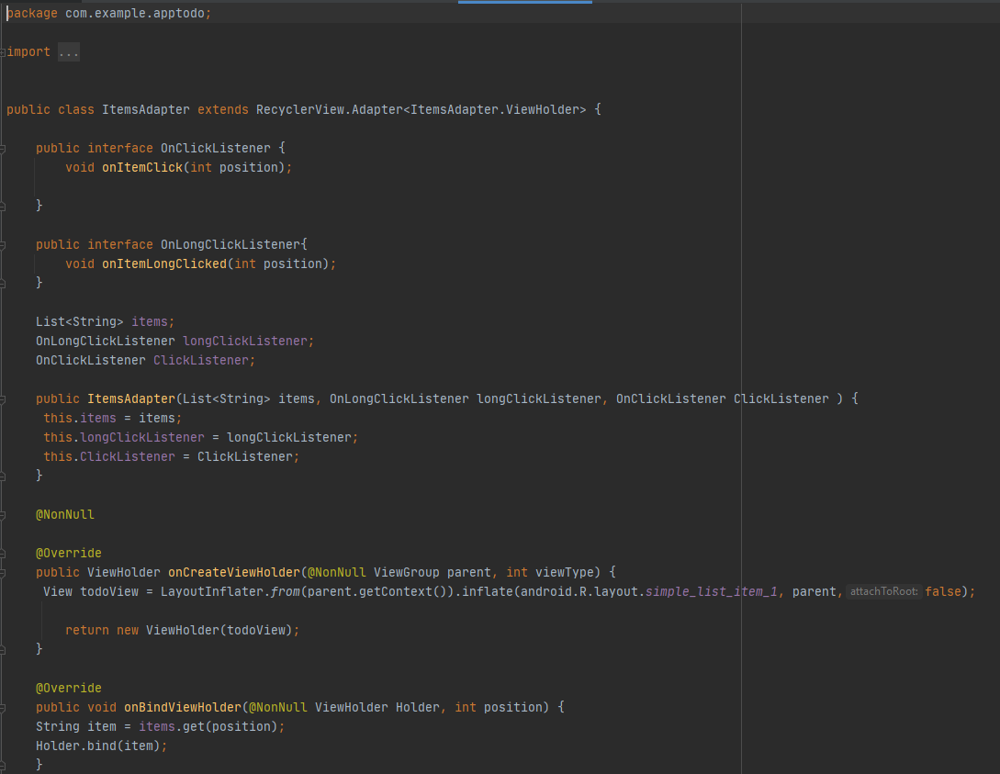 package com.example.apptodo;
import ...
public class ItemsAdapter extends RecyclerView.Adapter<ItemsAdapter.ViewHolder> {
public interface OnClickListener {
void onItemClick(int position);
}
public interface OnLongClickListener{
void onItemLongClicked(int position);
}
List<String> items;
OnLongClickListener longClickListener;
OnClickListener ClickListener;
public ItemsAdapter(List<String> items, OnLongClickListener longClickListener, OnClickListener ClickListener ) {
this.items = items;
this.longClickListener = longClickListener;
this.ClickListener = ClickListener;
}
@NonNull
@Override
public ViewHolder onCreateViewHolder(@NonNull ViewGroup parent, int viewType) {
View todoView = LayoutInflater.from(parent.getContext()).inflate(android.R.layout.simple_list_item_1, parent, attachToRoot: false);
return new ViewHolder(todoView);
}
@Override
public void onBindViewHolder(@NonNull ViewHolder Holder, int position) {
String item = items.get(position);
Holder.bind(item);
}